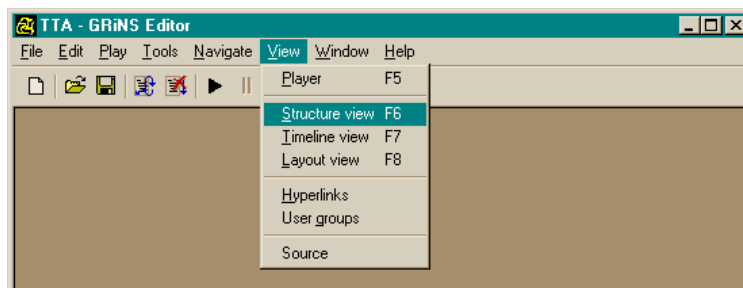 TTA - GRiNS Editor
File Edit Play Tools Navigate View Window Help
Player F5
Structure view F6
Timeline view F7
Layout view F8
Hyperlinks
User groups
Source